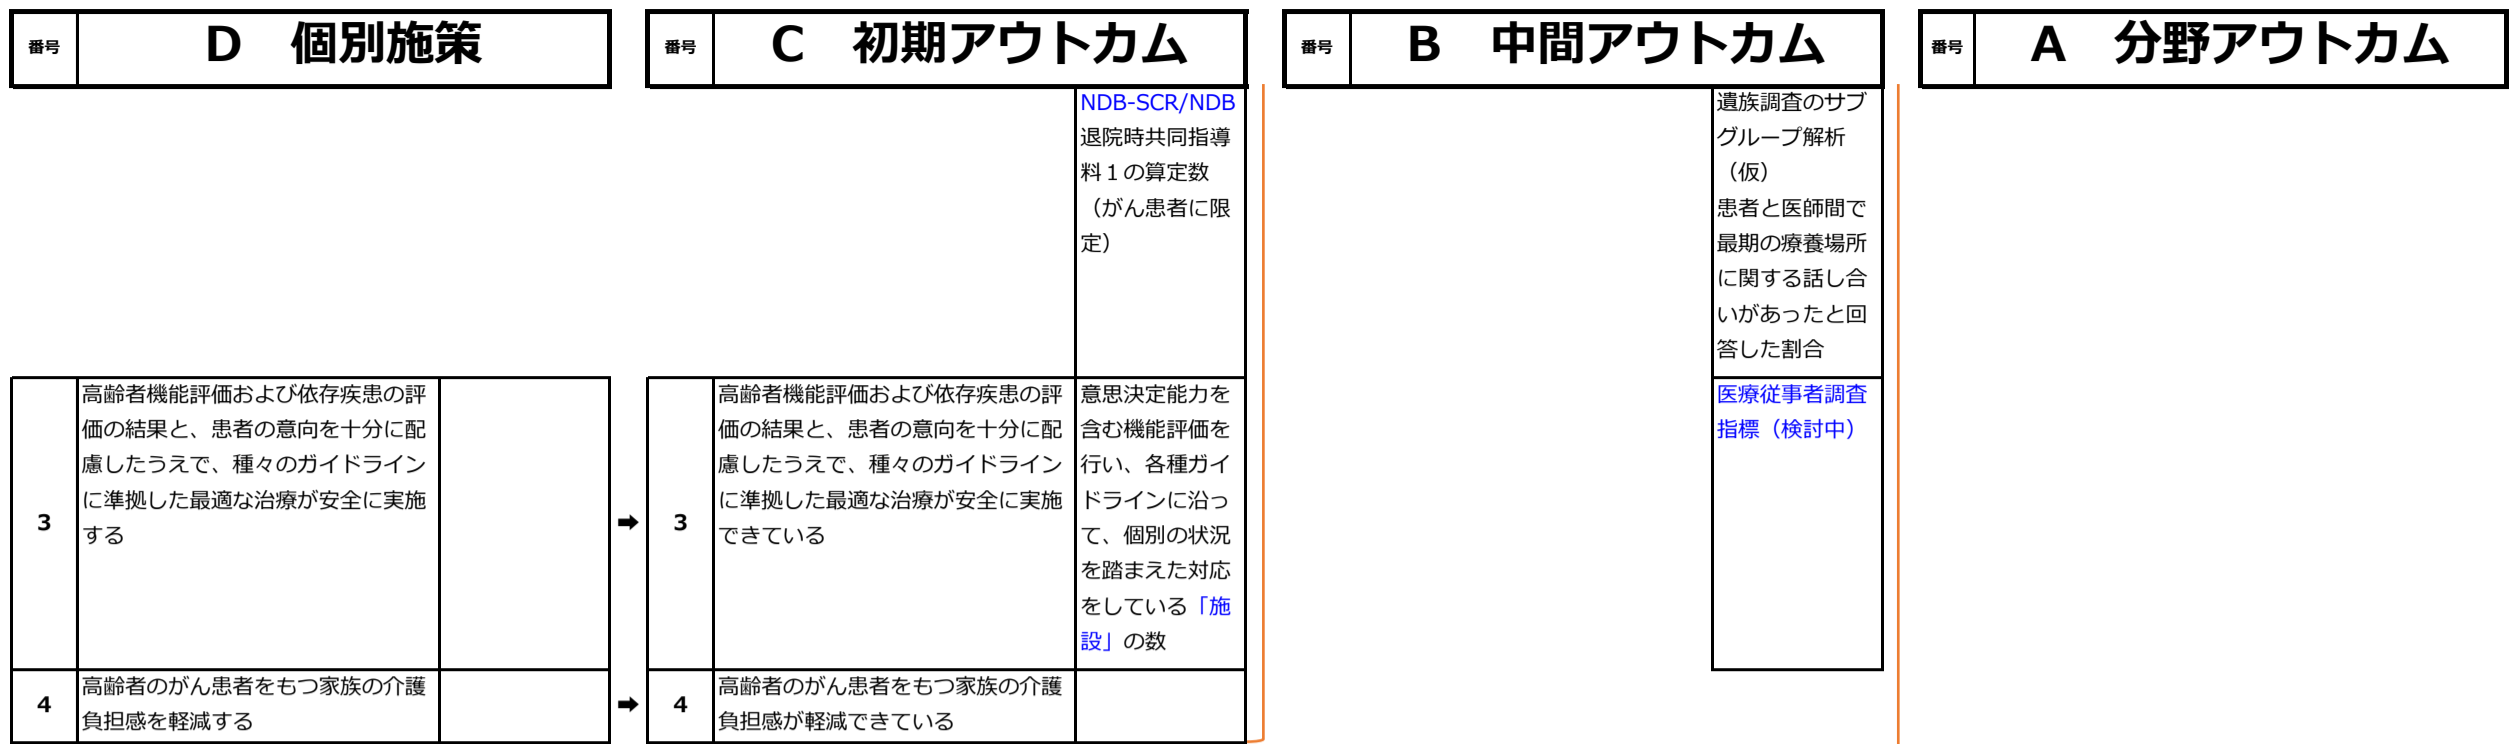 番号
D　個別施策
番号
C　初期アウトカム
番号
B　中間アウトカム
番号
A　分野アウトカム
NDB-SCR/NDB
退院時共同指導
料１の算定数
（がん患者に限
定）
遺族調査のサブ
グループ解析
（仮）
患者と医師間で
最期の療養場所
に関する話し合
いがあったと回
答した割合
3
高齢者機能評価および依存疾患の評
価の結果と、患者の意向を十分に配
慮したうえで、種々のガイドライン
に準拠した最適な治療が安全に実施
する
➡
3
高齢者機能評価および依存疾患の評
価の結果と、患者の意向を十分に配
慮したうえで、種々のガイドライン
に準拠した最適な治療が安全に実施
できている
意思決定能力を
含む機能評価を
行い、各種ガイ
ドラインに沿っ
て、個別の状況
を踏まえた対応
をしている「施
設」の数
医療従事者調査
指標（検討中）
4
高齢者のがん患者をもつ家族の介護
負担感を軽減する
➡
4
高齢者のがん患者をもつ家族の介護
負担感が軽減できている